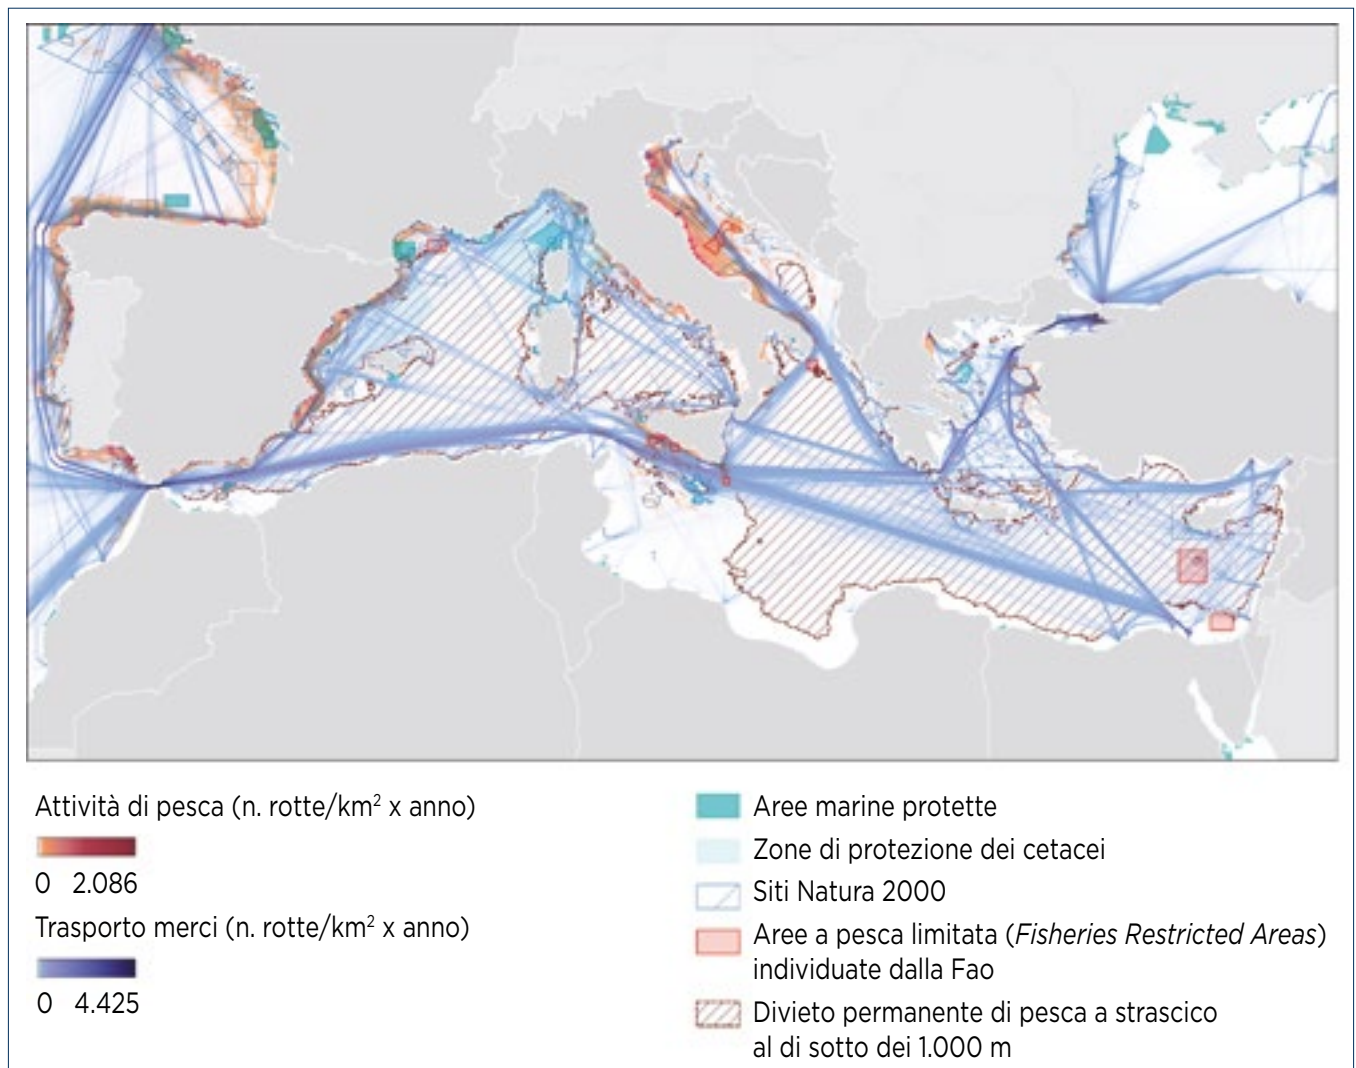 Attività di pesca (n. rotte/km² x anno)
0 2.086
Trasporto merci (n. rotte/km² x anno)
0 4.425
Aree marine protette
Zone di protezione dei cetacei
Siti Natura 2000
Aree a pesca limitata (Fisheries Restricted Areas)
individuate dalla Fao
Divieto permanente di pesca a strascico
al di sotto dei 1.000 m